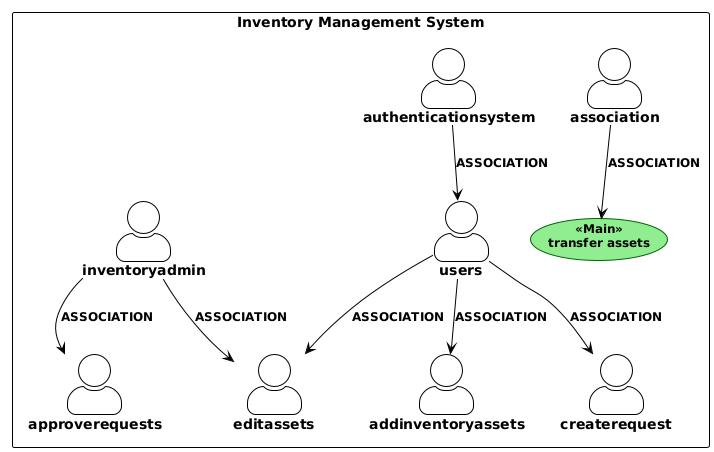 Inventory Management System
authenticationsystem
association
ASSOCIATION
ASSOCIATION
«Main»
transfer assets
inventoryadmin
users
ASSOCIATION
ASSOCIATION
ASSOCIATION
ASSOCIATION
ASSOCIATION
approverequests
editassets
addinventoryassets
createrequest